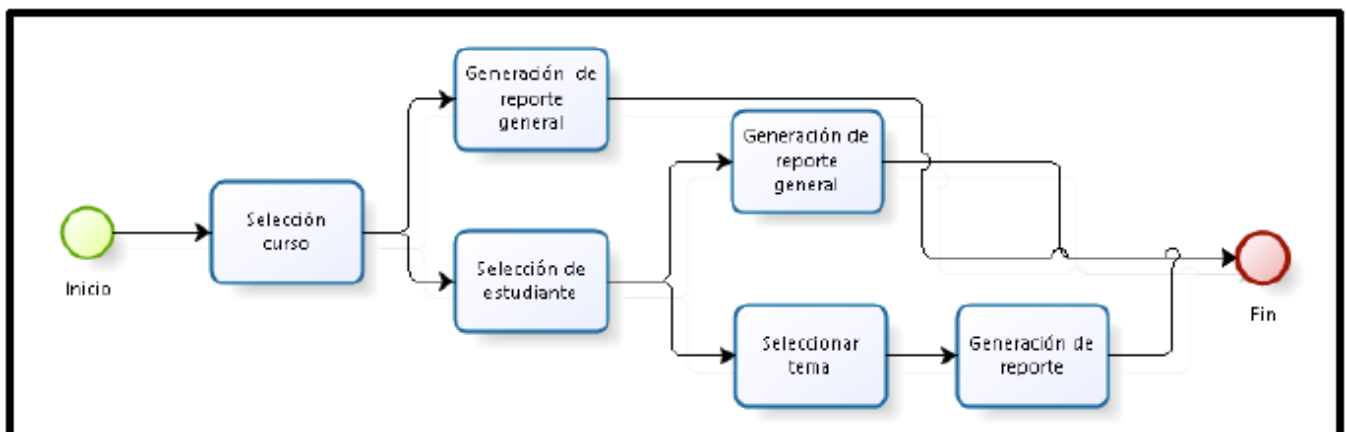 Generación de
reporte
general
Generación de
reporte
general
Selección
curso
Inicio
Selección de
estudiante
Fin
Seleccionar
tema
Generación de
reporte